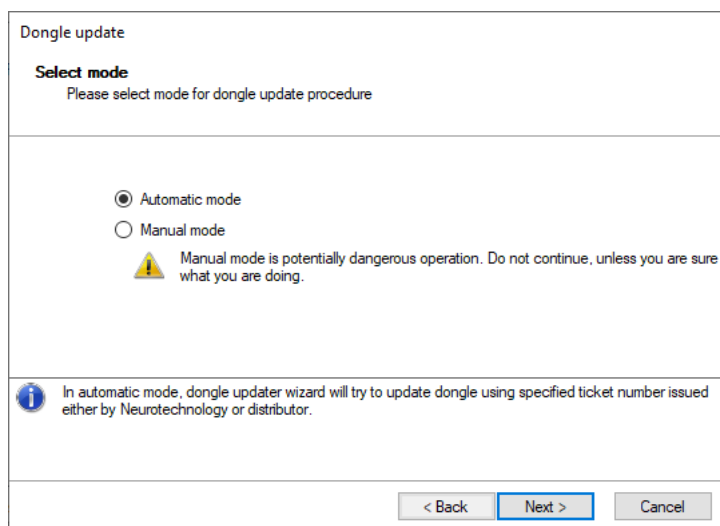 Dongle update
Select mode
Please select mode for dongle update procedure
Automatic mode
Manual mode
Manual mode is potentially dangerous operation. Do not continue, unless you are sure
what you are doing.
In automatic mode, dongle updater wizard will try to update dongle using specified ticket number issued
either by Neurotechnology or distributor.
< Back
Next >
Cancel